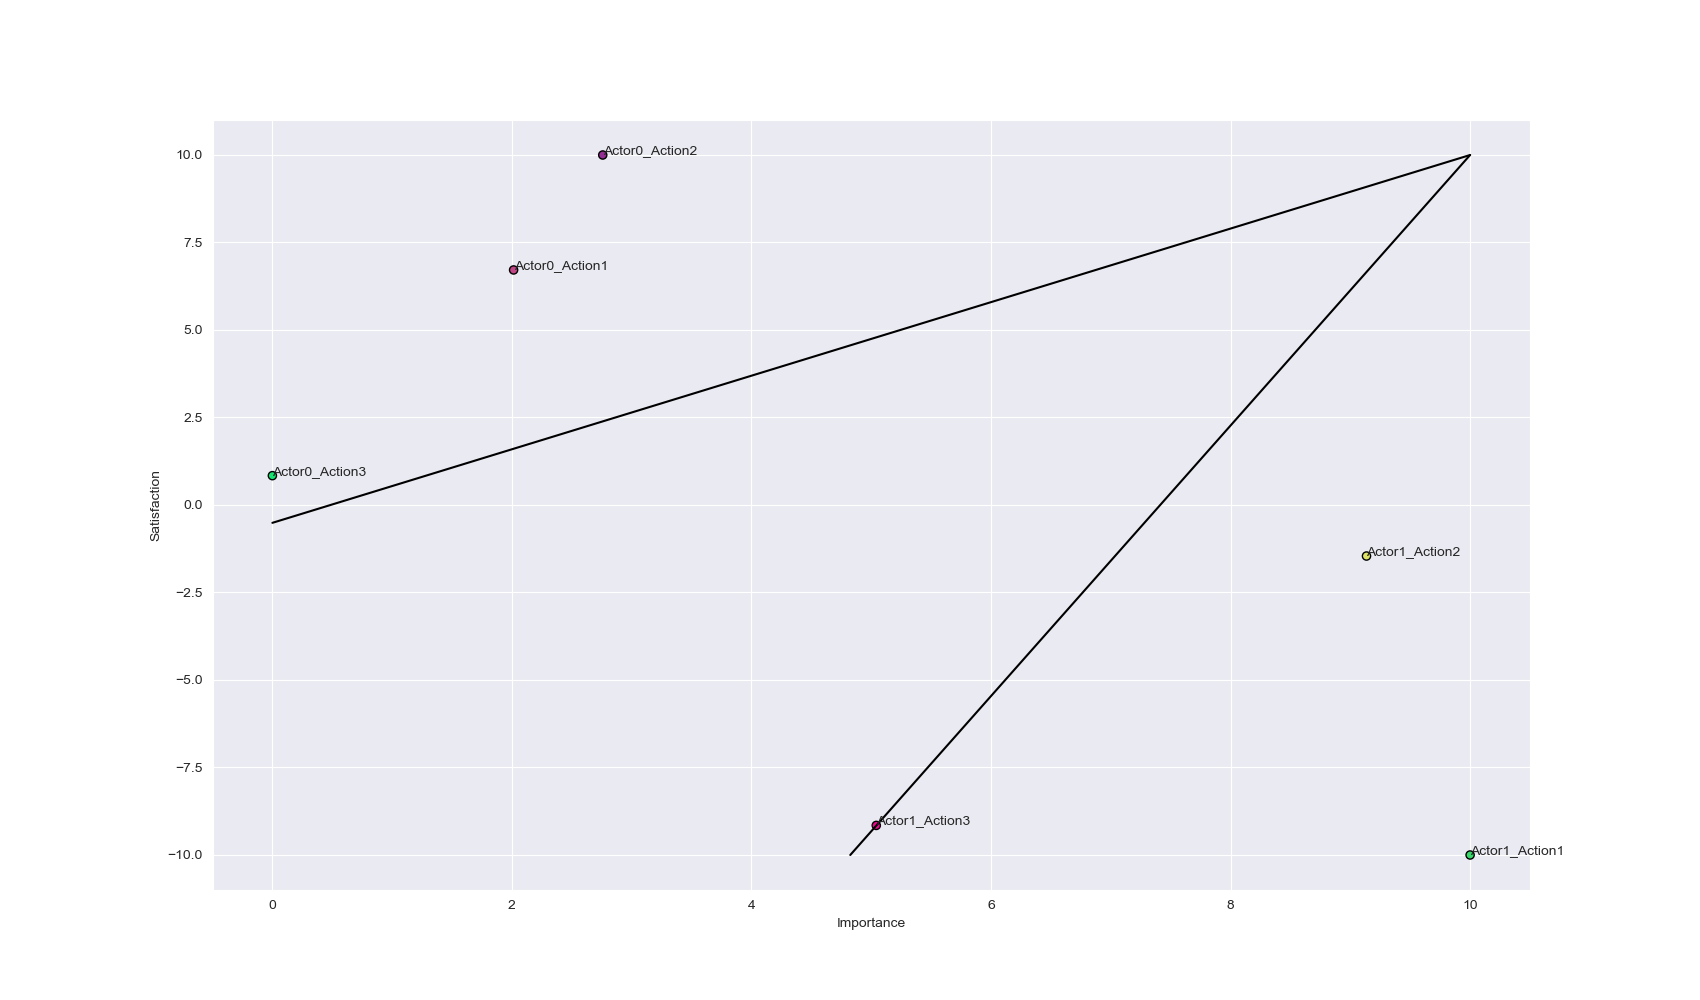 Actor0_Action2
10.0
7.5
Actor0_Action1
5.0
2.5
Actor0_Action3
0.0
Satisfaction
Actor1_Action2
−2.5
−5.0
−7.5
Actor1_Action3
−10.0
Actor1_Action1
0 2 4 6 8 10
Importance